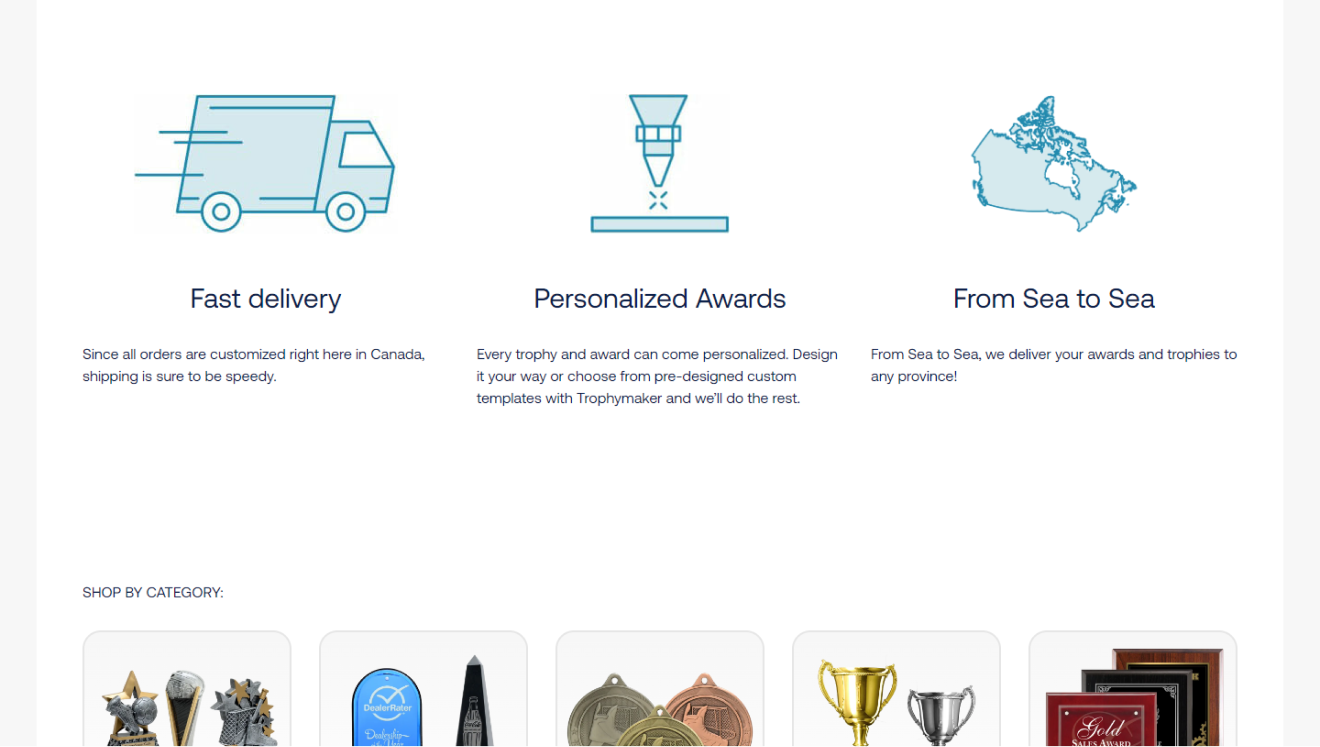 Fast delivery
Personalized Awards
From Sea to Sea
Since all orders are customized right here in Canada,
shipping is sure to be speedy.
Every trophy and award can come personalized. Design
it your way or choose from pre-designed custom
templates with Trophymaker and we'll do the rest.
From Sea to Sea, we deliver your awards and trophies to
any province!
SHOP BY CATEGORY:
DealerRater
Dealership
Gold
SALES AWARD